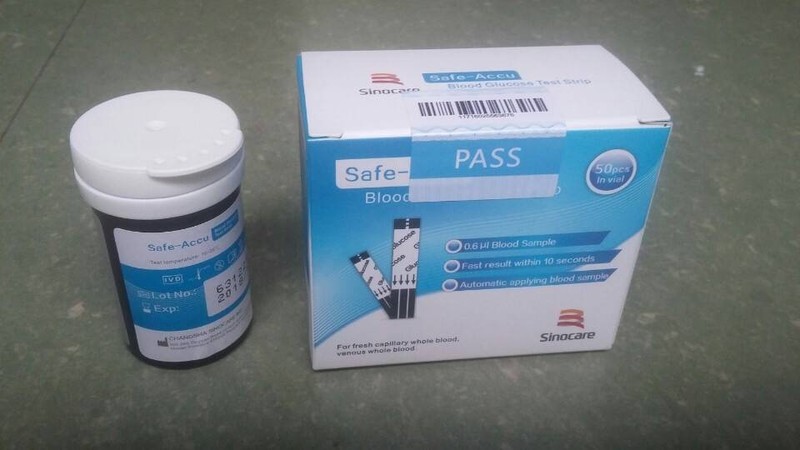 Safe-Accu
IVD
Lot No.:
Exp:
Sinocare
Safe-Accu
Blood Glucose Test Strip
PASS
Safe-
Blood
50pcs
in vial
Glucose
0.6 µl Blood Sample
Fast result within 10 seconds
Automatic applying blood sample
For fresh capillary whole blood,
venous whole blood
Sinocare